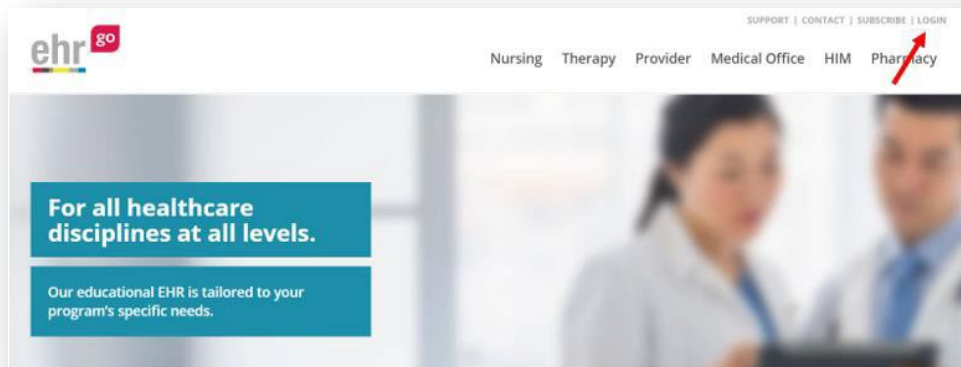 SUPPORT | CONTACT | SUBSCRIBE | LOGIN
ehr go
Nursing Therapy Provider Medical Office HIM Pharmacy
For all healthcare
disciplines at all levels.
Our educational EHR is tailored to your
program's specific needs.